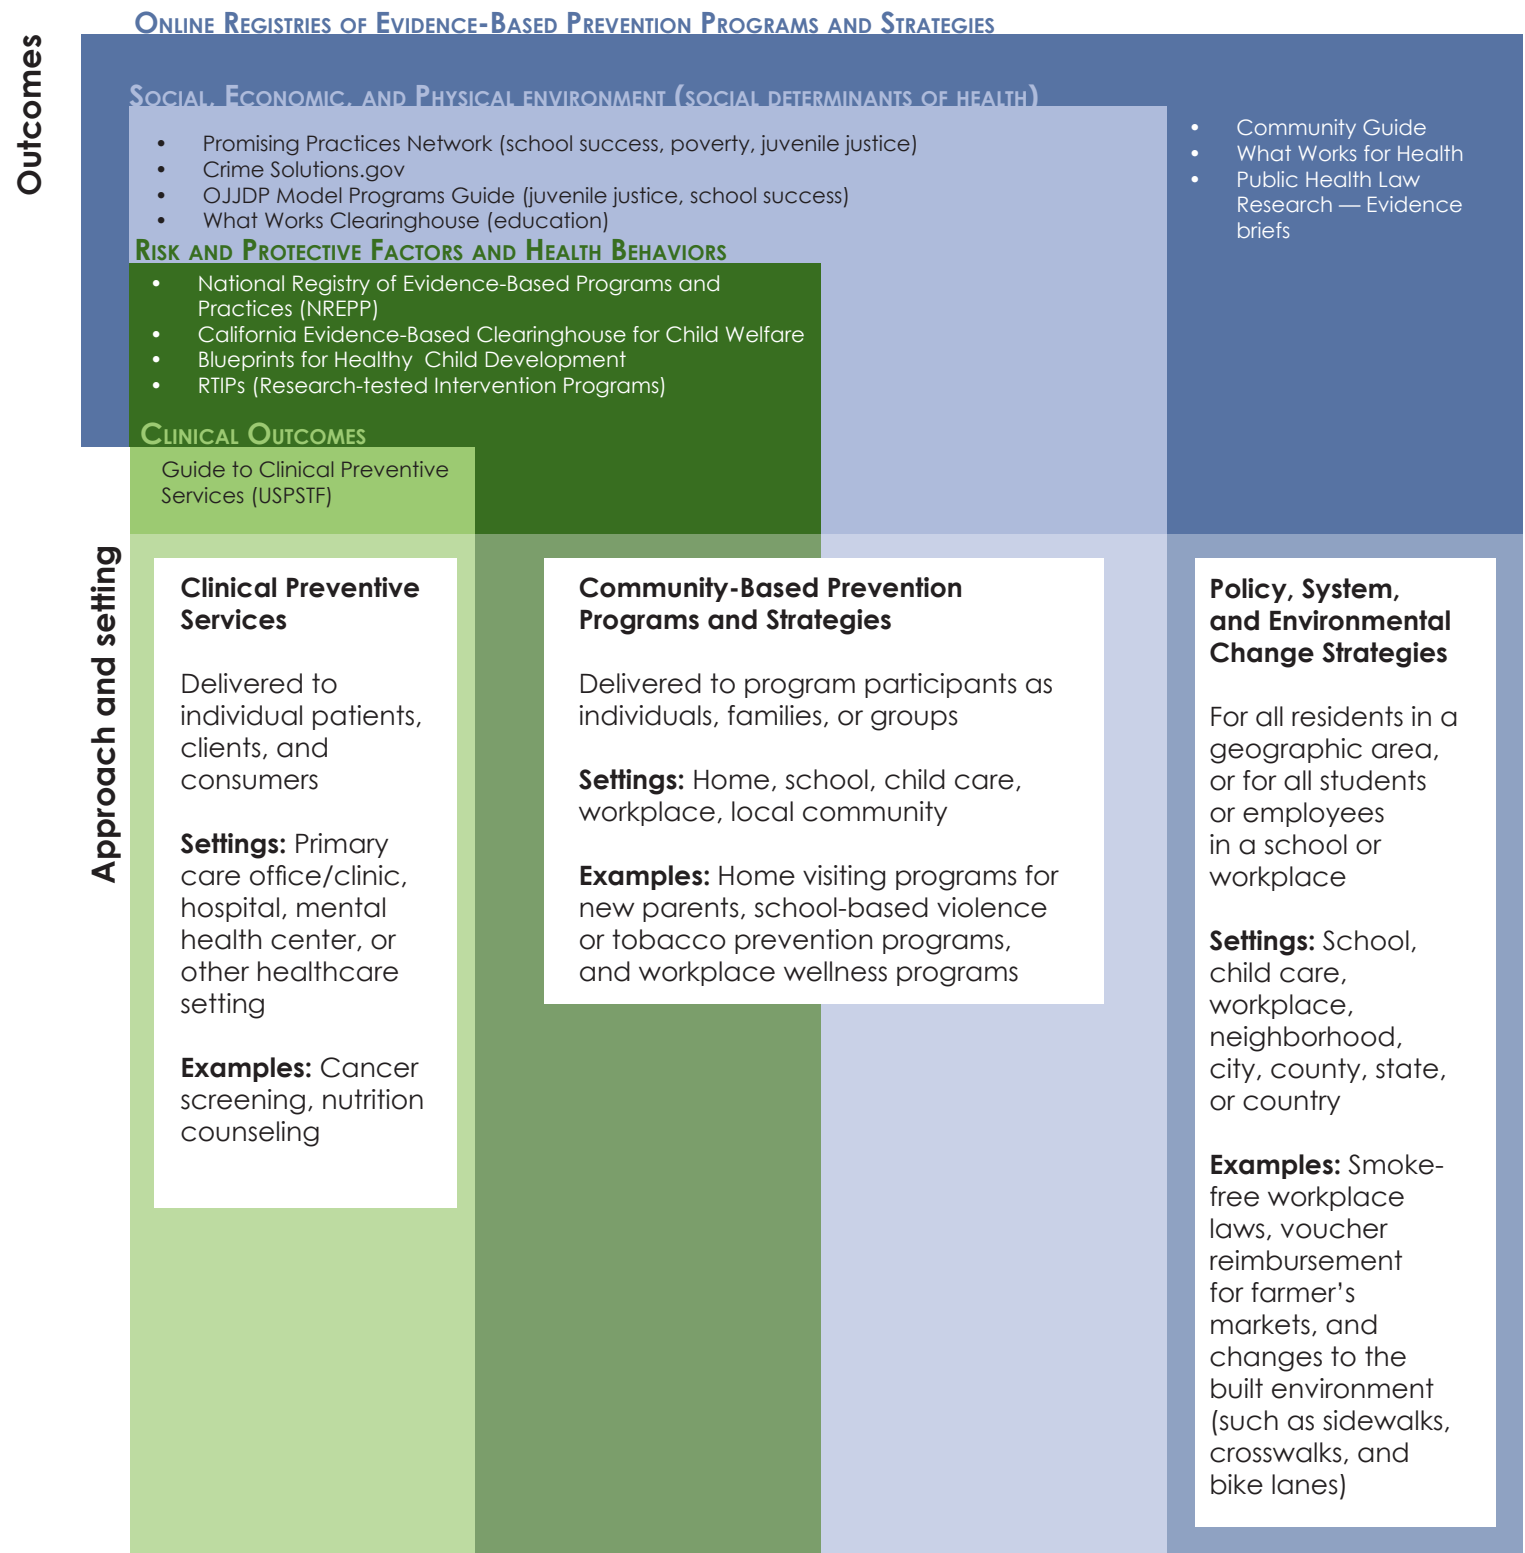 Online Registries of Evidence-Based Prevention Programs and Strategies
Outcomes
Social, Economic, and Physical environment (social determinants of health)
• Promising Practices Network (school success, poverty, juvenile justice)
• Crime Solutions.gov
• OJJDP Model Programs Guide (juvenile justice, school success)
• What Works Clearinghouse (education)
• Community Guide
• What Works for Health
• Public Health Law
Research — Evidence
briefs
Risk and Protective Factors and Health Behaviors
• National Registry of Evidence-Based Programs and
Practices (NREPP)
• California Evidence-Based Clearinghouse for Child Welfare
• Blueprints for Healthy  Child Development
• RTIPs (Research-tested Intervention Programs)
Clinical Outcomes
Guide to Clinical Preventive
Services (USPSTF)
Approach and setting
Clinical Preventive
Services
Delivered to
individual patients,
clients, and
consumers
Settings: Primary
care office/clinic,
hospital, mental
health center, or
other healthcare
setting
Examples: Cancer
screening, nutrition
counseling
Community-Based Prevention
Programs and Strategies
Delivered to program participants as
individuals, families, or groups
Settings: Home, school, child care,
workplace, local community
Examples: Home visiting programs for
new parents, school-based violence
or tobacco prevention programs,
and workplace wellness programs
Policy, System,
and Environmental
Change Strategies
For all residents in a
geographic area,
or for all students
or employees
in a school or
workplace
Settings: School,
child care,
workplace,
neighborhood,
city, county, state,
or country
Examples: Smoke-
free workplace
laws, voucher
reimbursement
for farmer’s
markets, and
changes to the
built environment
(such as sidewalks,
crosswalks, and
bike lanes)